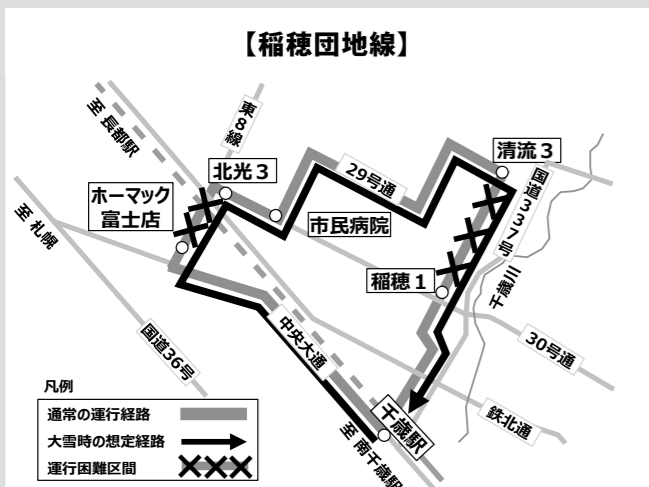 【稲穂団地線】
至 長都駅
東8線
北光3
29号通
清流3
国道337号
ホーマック
富士店
市民病院
至 札幌
稲穂1
千歳川
国道36号
中央大通
30号通
千歳駅
鉄北通
至 南千歳駅
凡例
通常の運行経路
大雪時の想定経路
運行困難区間